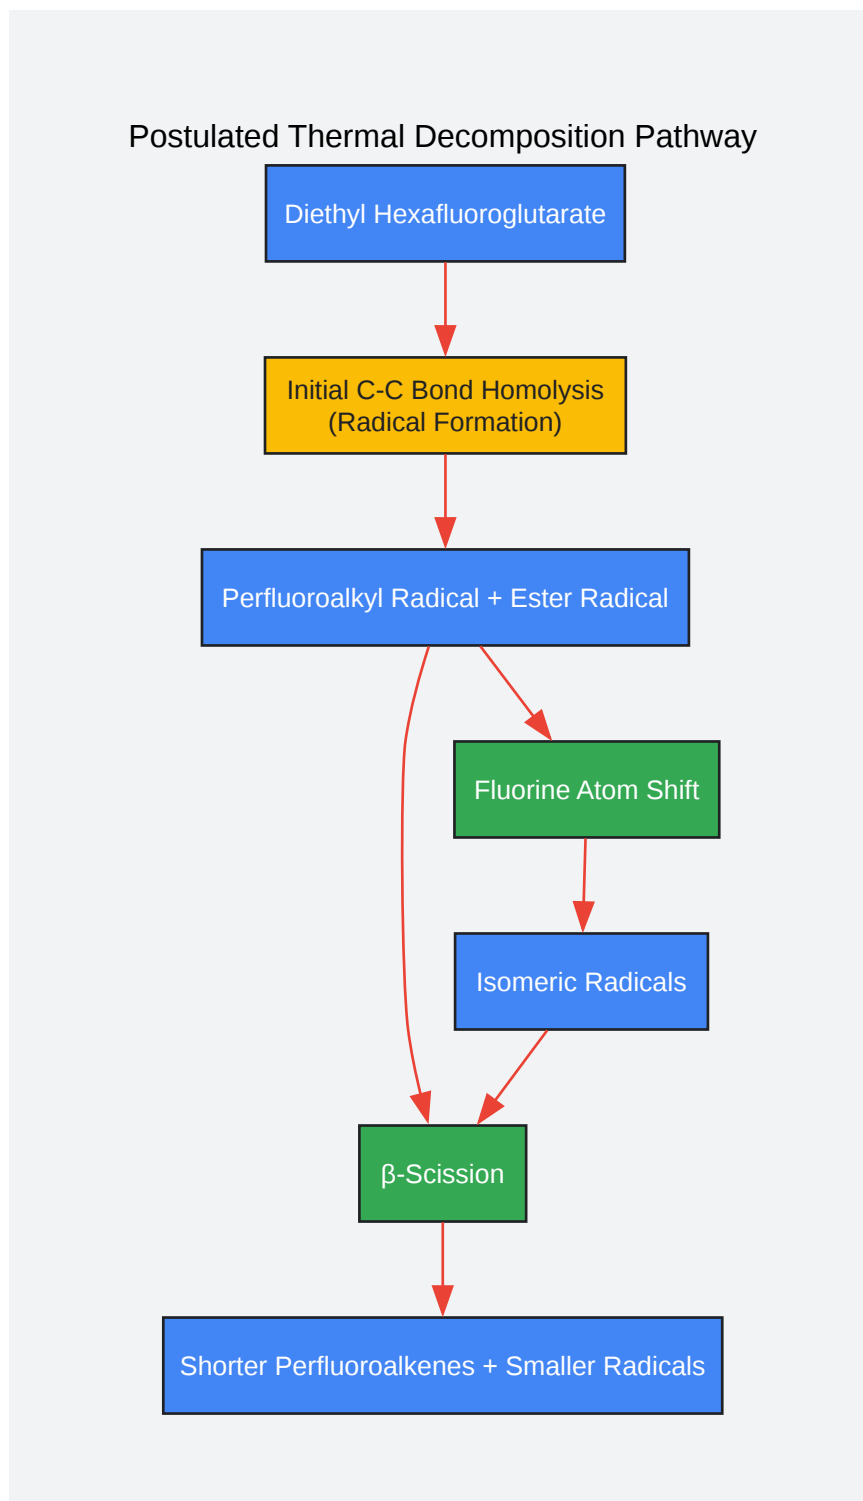 Postulated Thermal Decomposition Pathway
Diethyl Hexafluoroglutarate
Initial C-C Bond Homolysis
(Radical Formation)
Perfluoroalkyl Radical + Ester Radical
Fluorine Atom Shift
Isomeric Radicals
β-Scission
Shorter Perfluoroalkenes + Smaller Radicals